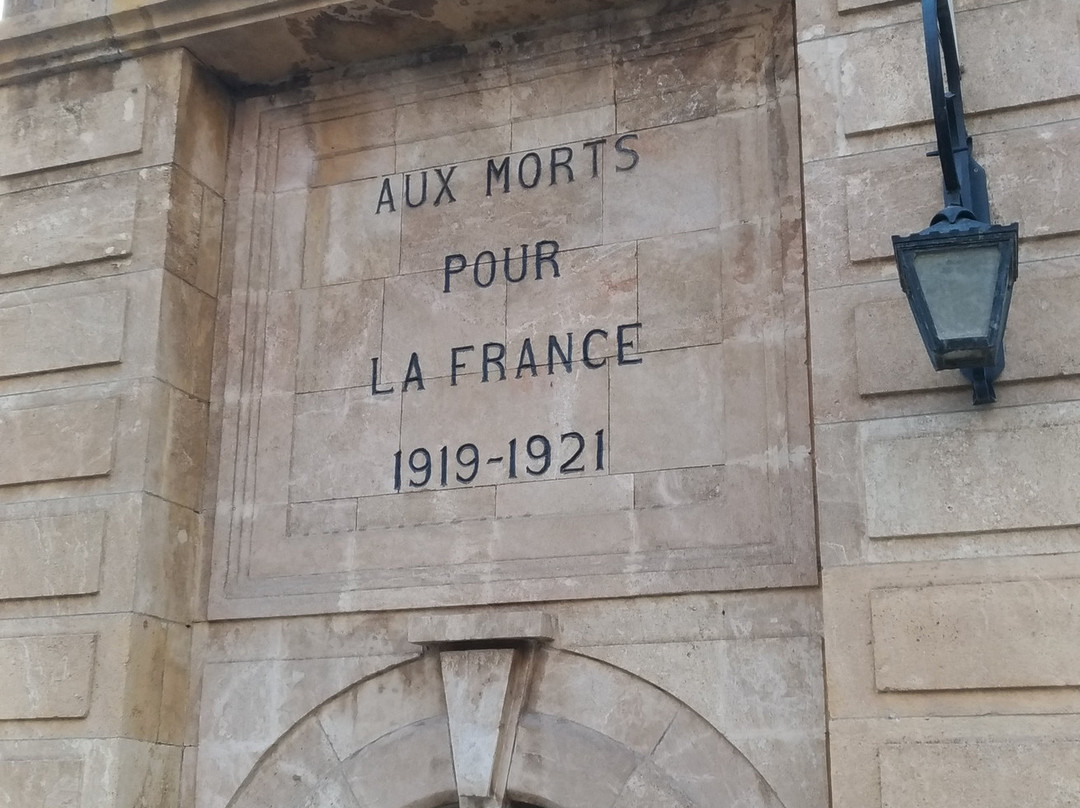 AUX MORTS
POUR
LA FRANCE
1919-1921